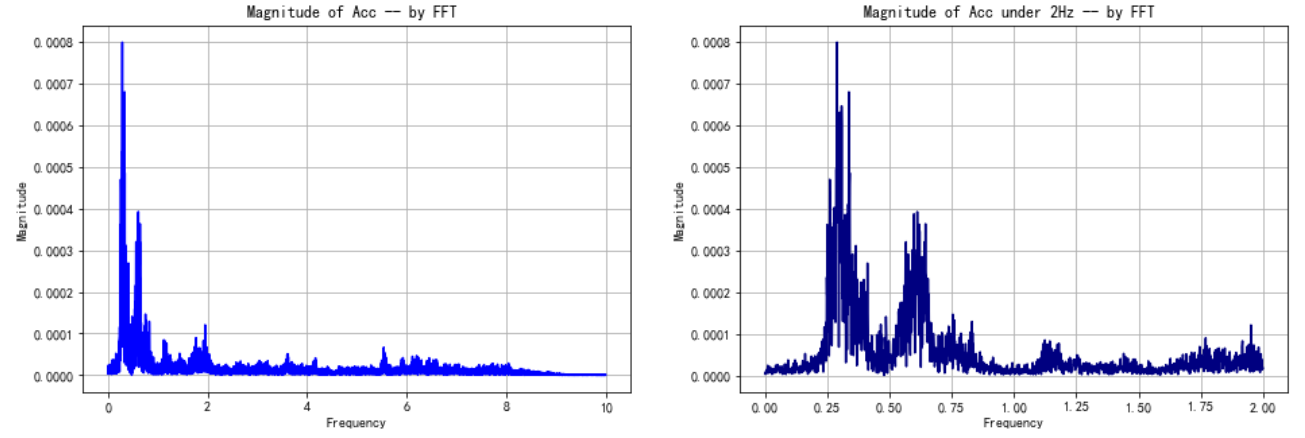 Magnitude of Acc -- by FFT
0.0008
0.0007
0.0006
0.0005
0.0004
0.0003
0.0002
0.0001
0.0000
Magnitude
0 2 4 6 8 10
Frequency
Magnitude of Acc under 2Hz -- by FFT
0.0008
0.0007
0.0006
0.0005
0.0004
0.0003
0.0002
0.0001
0.0000
Magnitude
0.00 0.25 0.50 0.75 1.00 1.25 1.50 1.75 2.00
Frequency